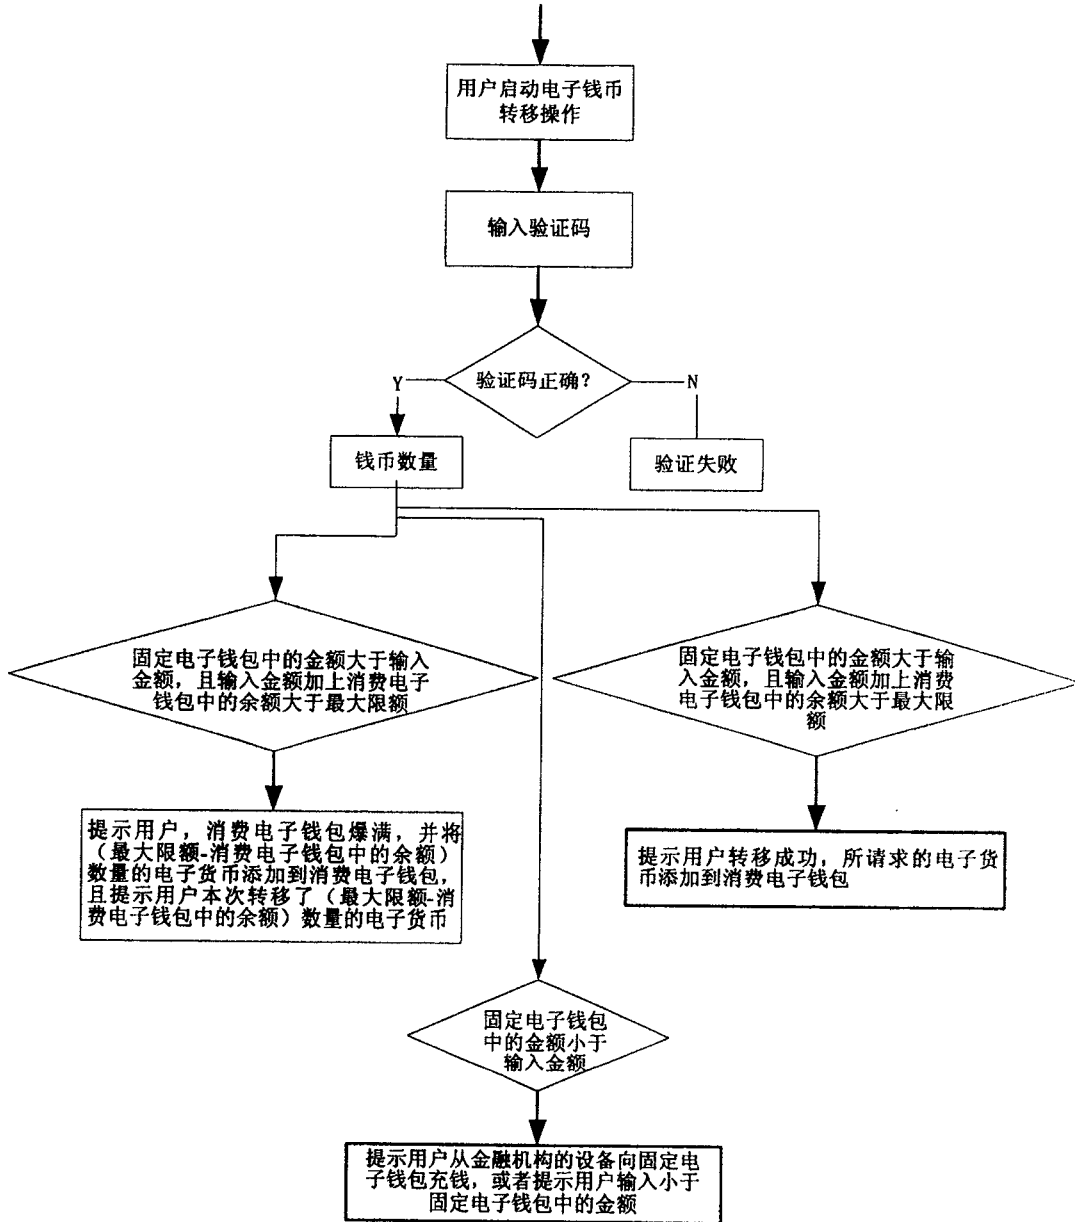 用户启动电子钱币
转移操作
输入验证码
验证码正确?
Y
N
钱币数量
验证失败
固定电子钱包中的金额大于输入
金额，且输入金额加上消费电子
钱包中的余额大于最大限额
固定电子钱包中的金额大于输
入金额，且输入金额加上消费
电子钱包中的余额大于最大限
额
提示用户，消费电子钱包爆满，并将
（最大限额-消费电子钱包中的余额）
数量的电子货币添加到消费电子钱包，
且提示用户本次转移了（最大限额-消
费电子钱包中的余额）数量的电子货币
提示用户转移成功，所请求的电子货
币添加到消费电子钱包
固定电子钱包
中的金额小于
输入金额
提示用户从金融机构的设备向固定电
子钱包充钱，或者提示用户输入小于
固定电子钱包中的金额